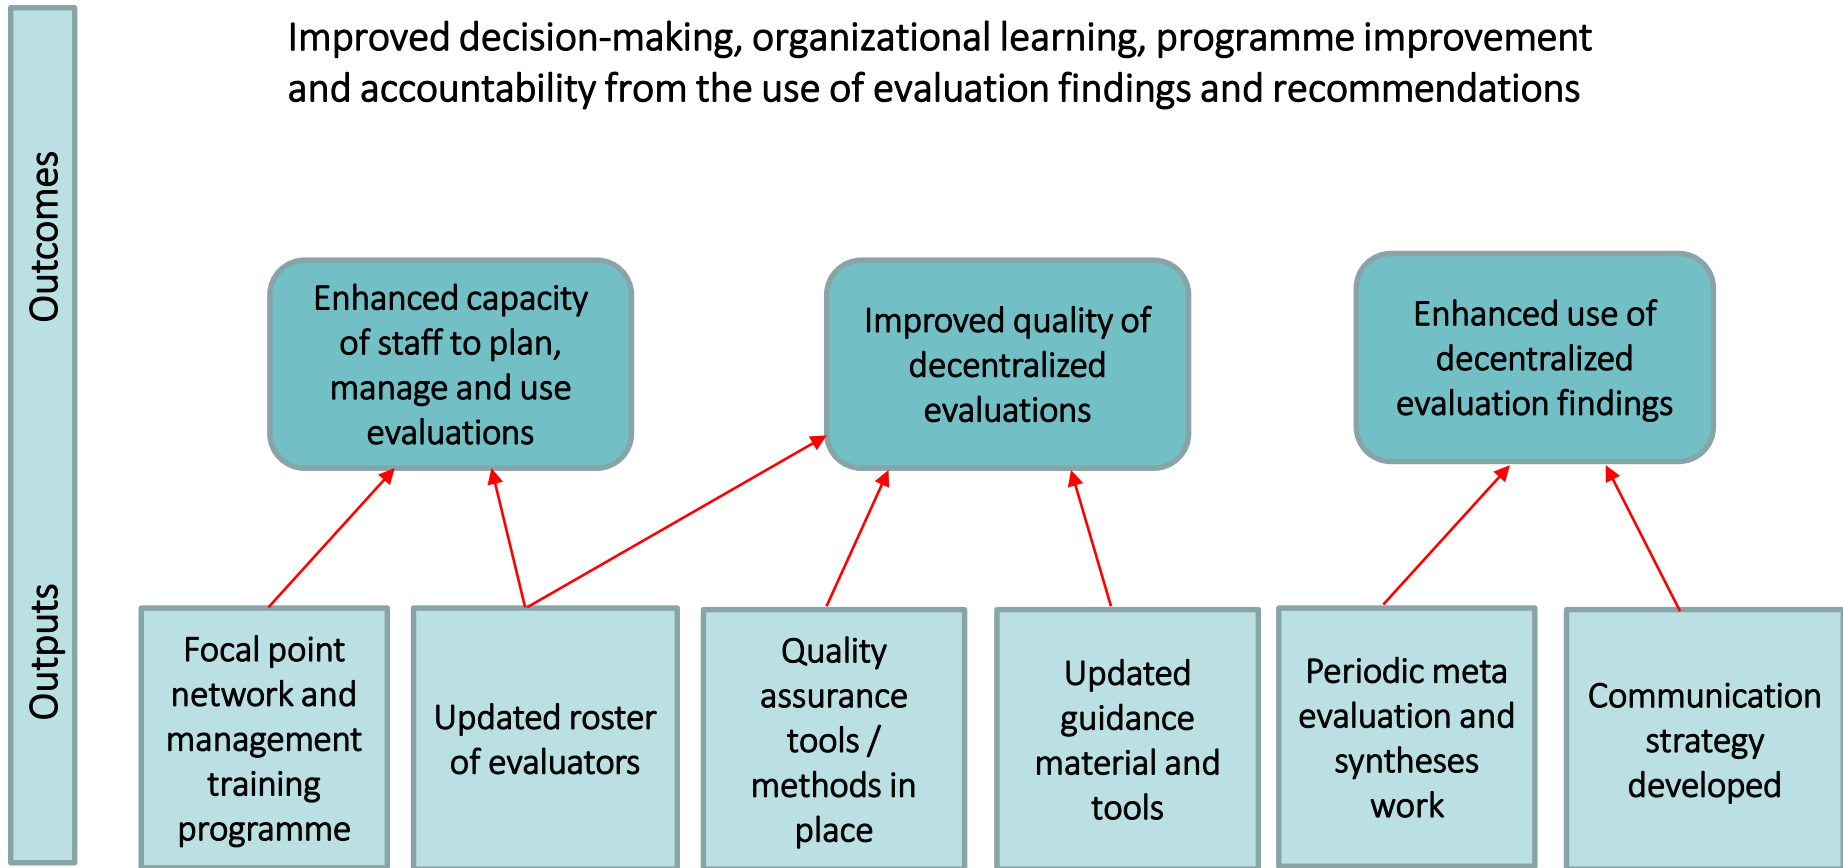 Improved decision-making, organizational learning, programme improvement
and accountability from the use of evaluation findings and recommendations
Outcomes
Enhanced capacity
of staff to plan,
manage and use
evaluations
Improved quality of
decentralized
evaluations
Enhanced use of
decentralized
evaluation findings
Outputs
Focal point
network and
management
training
programme
Updated roster
of evaluators
Quality
assurance
tools /
methods in
place
Updated
guidance
material and
tools
Periodic meta
evaluation and
syntheses
work
Communication
strategy
developed